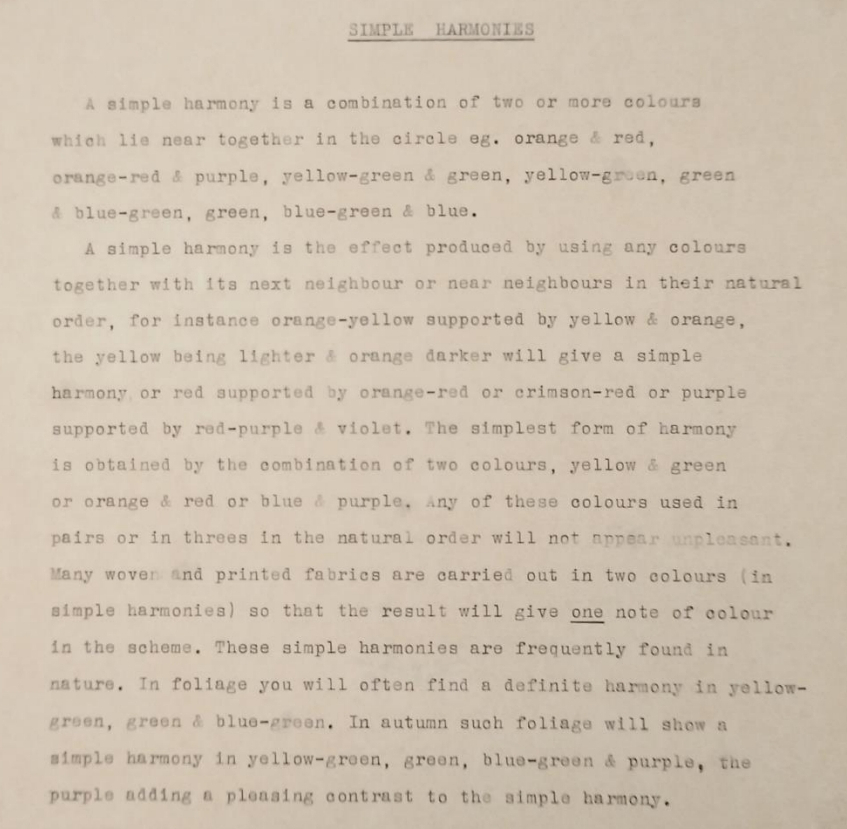 SIMPLE HARMONIES
A simple harmony is a combination of two or more colours
which lie near together in the circle eg. orange & red,
orange-red & purple, yellow-green & green, yellow-green, green
& blue-green, green, blue-green & blue.
A simple harmony is the effect produced by using any colours
together with its next neighbour or near neighbours in their natural
order, for instance orange-yellow supported by yellow & orange,
the yellow being lighter & orange darker will give a simple
harmony or red supported by orange-red or crimson-red or purple
supported by red-purple & violet. The simplest form of harmony
is obtained by the combination of two colours, yellow & green
or orange & red or blue & purple. Any of these colours used in
pairs or in threes in the natural order will not appear unpleasant.
Many woven and printed fabrics are carried out in two colours (in
simple harmonies) so that the result will give one note of colour
in the scheme. These simple harmonies are frequently found in
nature. In foliage you will often find a definite harmony in yellow-
green, green & blue-green. In autumn such foliage will show a
simple harmony in yellow-green, green, blue-green & purple, the
purple adding a pleasing contrast to the simple harmony.